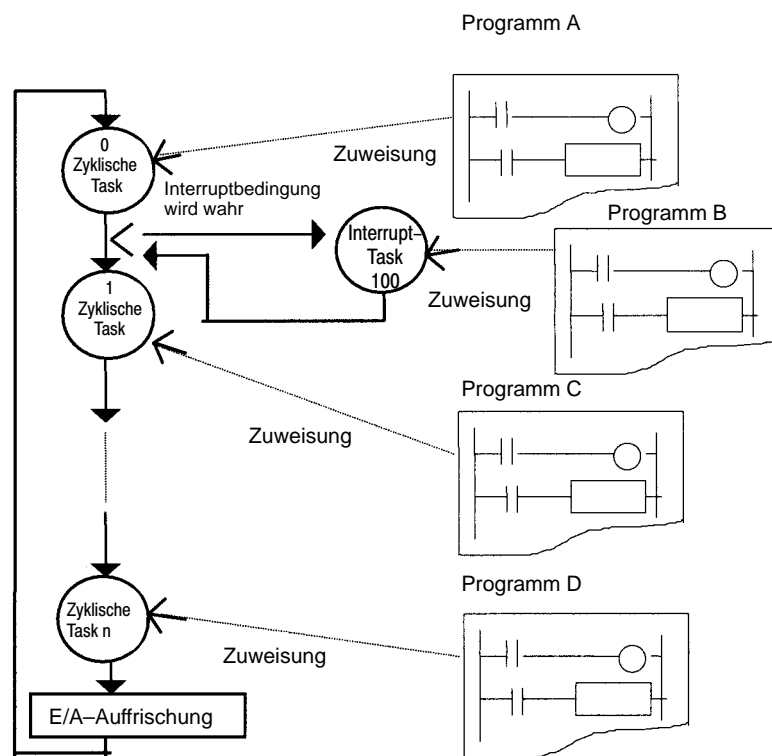 Programm A
0
Zyklische
Task
Zuweisung
Interruptbedingung
wird wahr
Programm B
Interrupt–
Task
100
Zuweisung
1
Zyklische
Task
Programm C
Zuweisung
Programm D
Zyklische
Task n
Zuweisung
E/A–Auffrischung